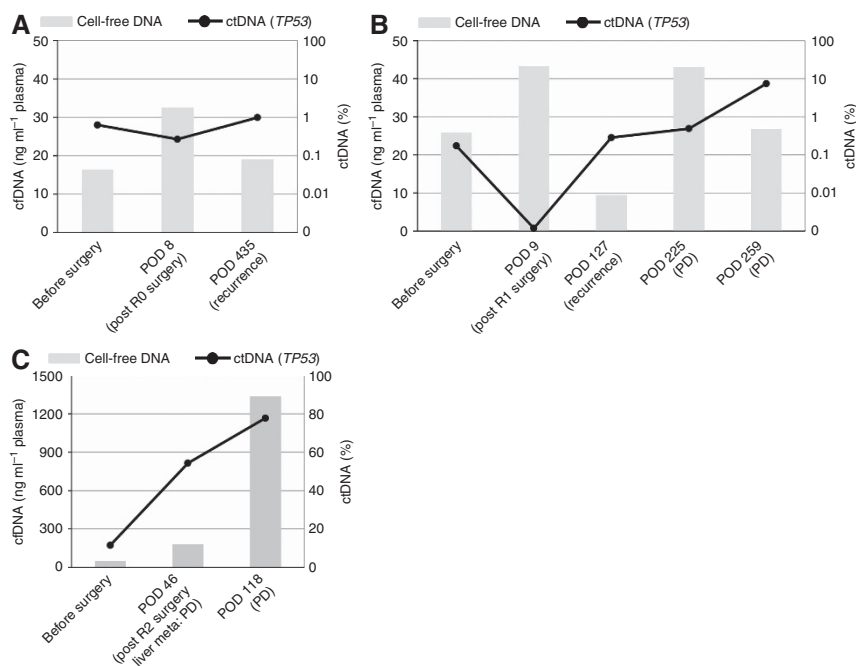 A
Cell-free DNA
ctDNA (TP53)
50
40
30
20
10
0
cfDNA (ng ml⁻¹ plasma)
100
10
1
0.1
0.01
0
ctDNA (%)
Before surgery
POD 8
(post R0 surgery)
POD 435
(recurrence)
B
Cell-free DNA
ctDNA (TP53)
50
40
30
20
10
0
cfDNA (ng ml⁻¹ plasma)
100
10
1
0.1
0.01
0
ctDNA (%)
Before surgery
POD 9
(post R1 surgery)
POD 127
(recurrence)
POD 225
(PD)
POD 259
(PD)
C
Cell-free DNA
ctDNA (TP53)
1500
1200
900
600
300
0
cfDNA (ng ml⁻¹ plasma)
100
80
60
40
20
0
ctDNA (%)
Before surgery
POD 46
(post R2 surgery
liver meta: PD)
POD 118
(PD)